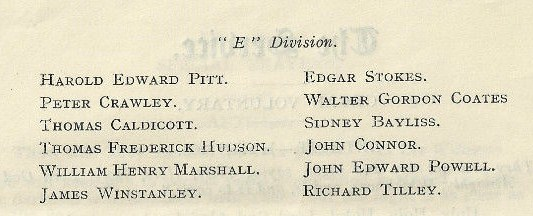 "E" Division.
HAROLD EDWARD PITT.
PETER CRAWLEY.
THOMAS CALDICOTT.
THOMAS FREDERICK HUDSON.
WILLIAM HENRY MARSHALL.
JAMES WINSTANLEY.
EDGAR STOKES.
WALTER GORDON COATES
SIDNEY BAYLISS.
JOHN CONNOR.
JOHN EDWARD POWELL.
RICHARD TILLEY.